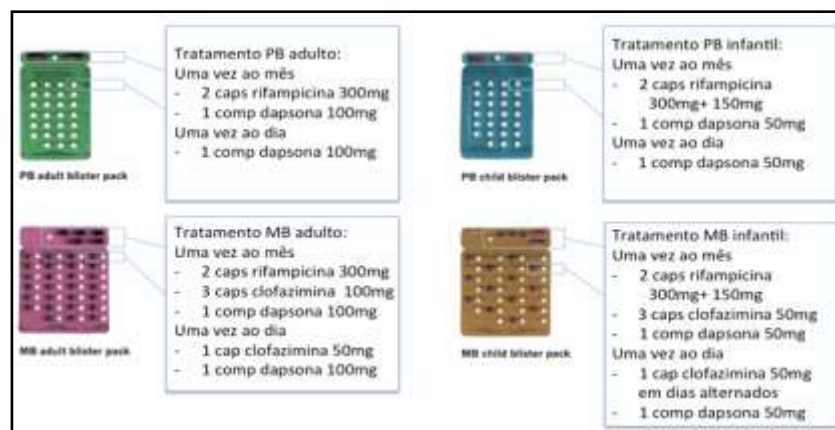 Tratamento PB adulto:
Uma vez ao mês
- 2 caps rifampicina 300mg
- 1 comp dapsona 100mg
Uma vez ao dia
- 1 comp dapsona 100mg
PB adult blister pack
Tratamento PB infantil:
Uma vez ao mês
- 2 caps rifampicina
300mg+ 150mg
- 1 comp dapsona 50mg
Uma vez ao dia
- 1 comp dapsona 50mg
PB child blister pack
Tratamento MB adulto:
Uma vez ao mês
- 2 caps rifampicina 300mg
- 3 caps clofazimina 100mg
- 1 comp dapsona 100mg
Uma vez ao dia
- 1 cap clofazimina 50mg
- 1 comp dapsona 100mg
MB adult blister pack
Tratamento MB infantil:
Uma vez ao mês
- 2 caps rifampicina
300mg+ 150mg
- 3 caps clofazimina 50mg
- 1 comp dapsona 50mg
Uma vez ao dia
- 1 cap clofazimina 50mg
em dias alternados
- 1 comp dapsona 50mg
MB child blister pack